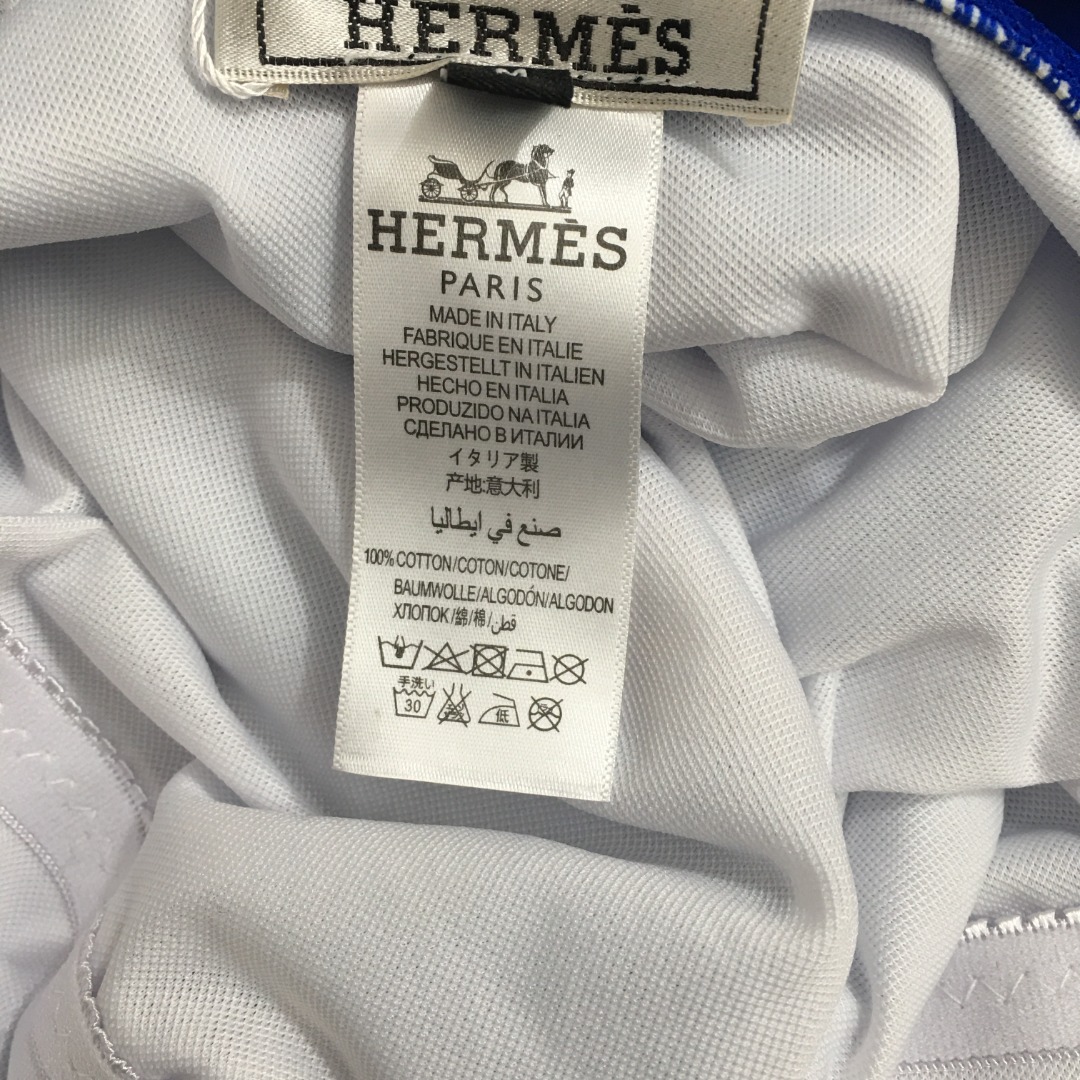 HERMÈS
M
HERMÈS
PARIS
MADE IN ITALY
FABRIQUE EN ITALIE
HERGESTELLT IN ITALIEN
HECHO EN ITALIA
PRODUZIDO NA ITALIA
СДЕЛАНО В ИТАЛИИ
イタリア製
产地:意大利
صنع في ايطاليا
100% COTTON/COTON/COTONE/
BAUMWOLLE/ALGODÓN/ALGODON
ХЛОПОК/綿/棉/قطن
手洗い
30
低